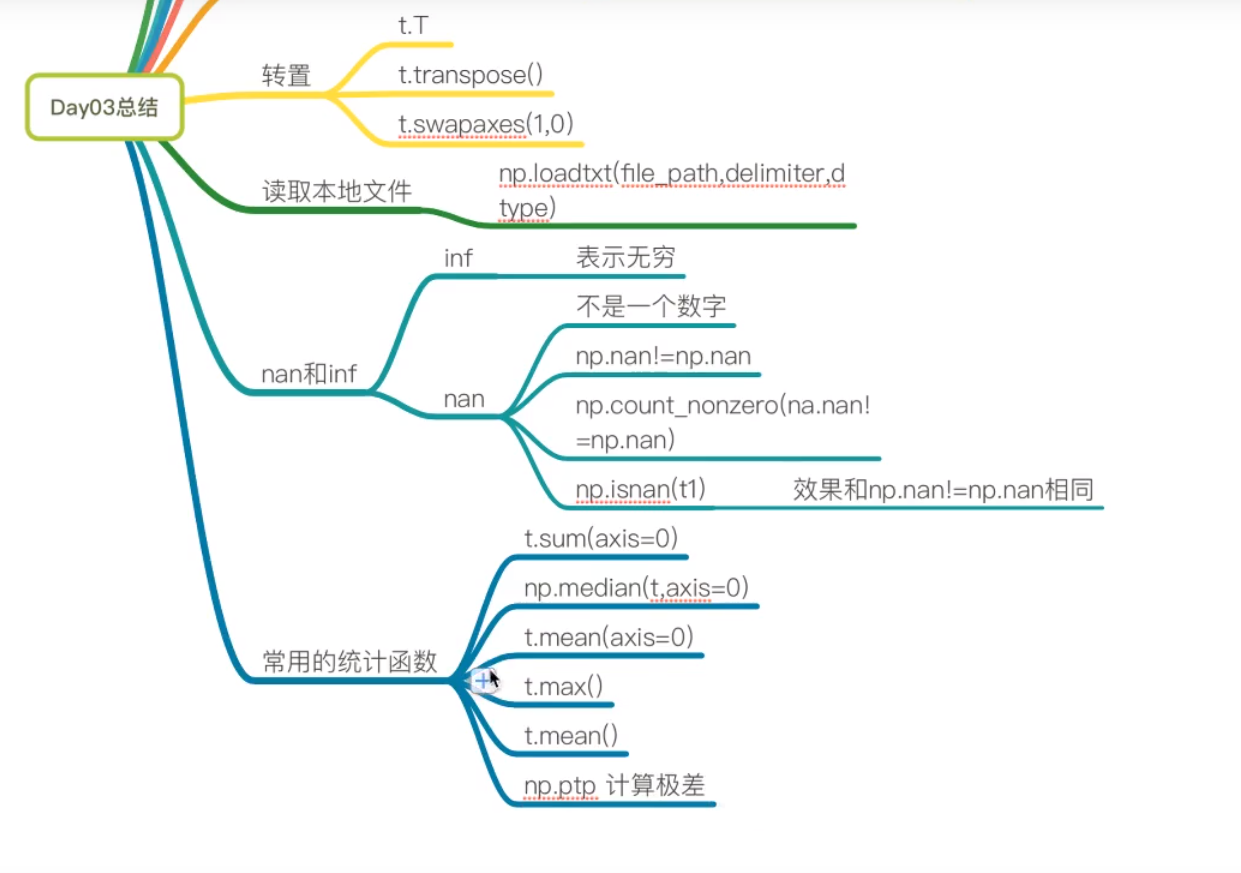 Day03总结
转置
t.T
t.transpose()
t.swapaxes(1,0)
读取本地文件
np.loadtxt(file_path,delimiter,d
type)
nan和inf
inf
表示无穷
nan
不是一个数字
np.nan!=np.nan
np.count_nonzero(na.nan!
=np.nan)
np.isnan(t1)
效果和np.nan!=np.nan相同
常用的统计函数
t.sum(axis=0)
np.median(t,axis=0)
t.mean(axis=0)
t.max()
t.mean()
np.ptp 计算极差